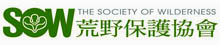 SOW THE SOCIETY OF WILDERNESS
荒野保護協會